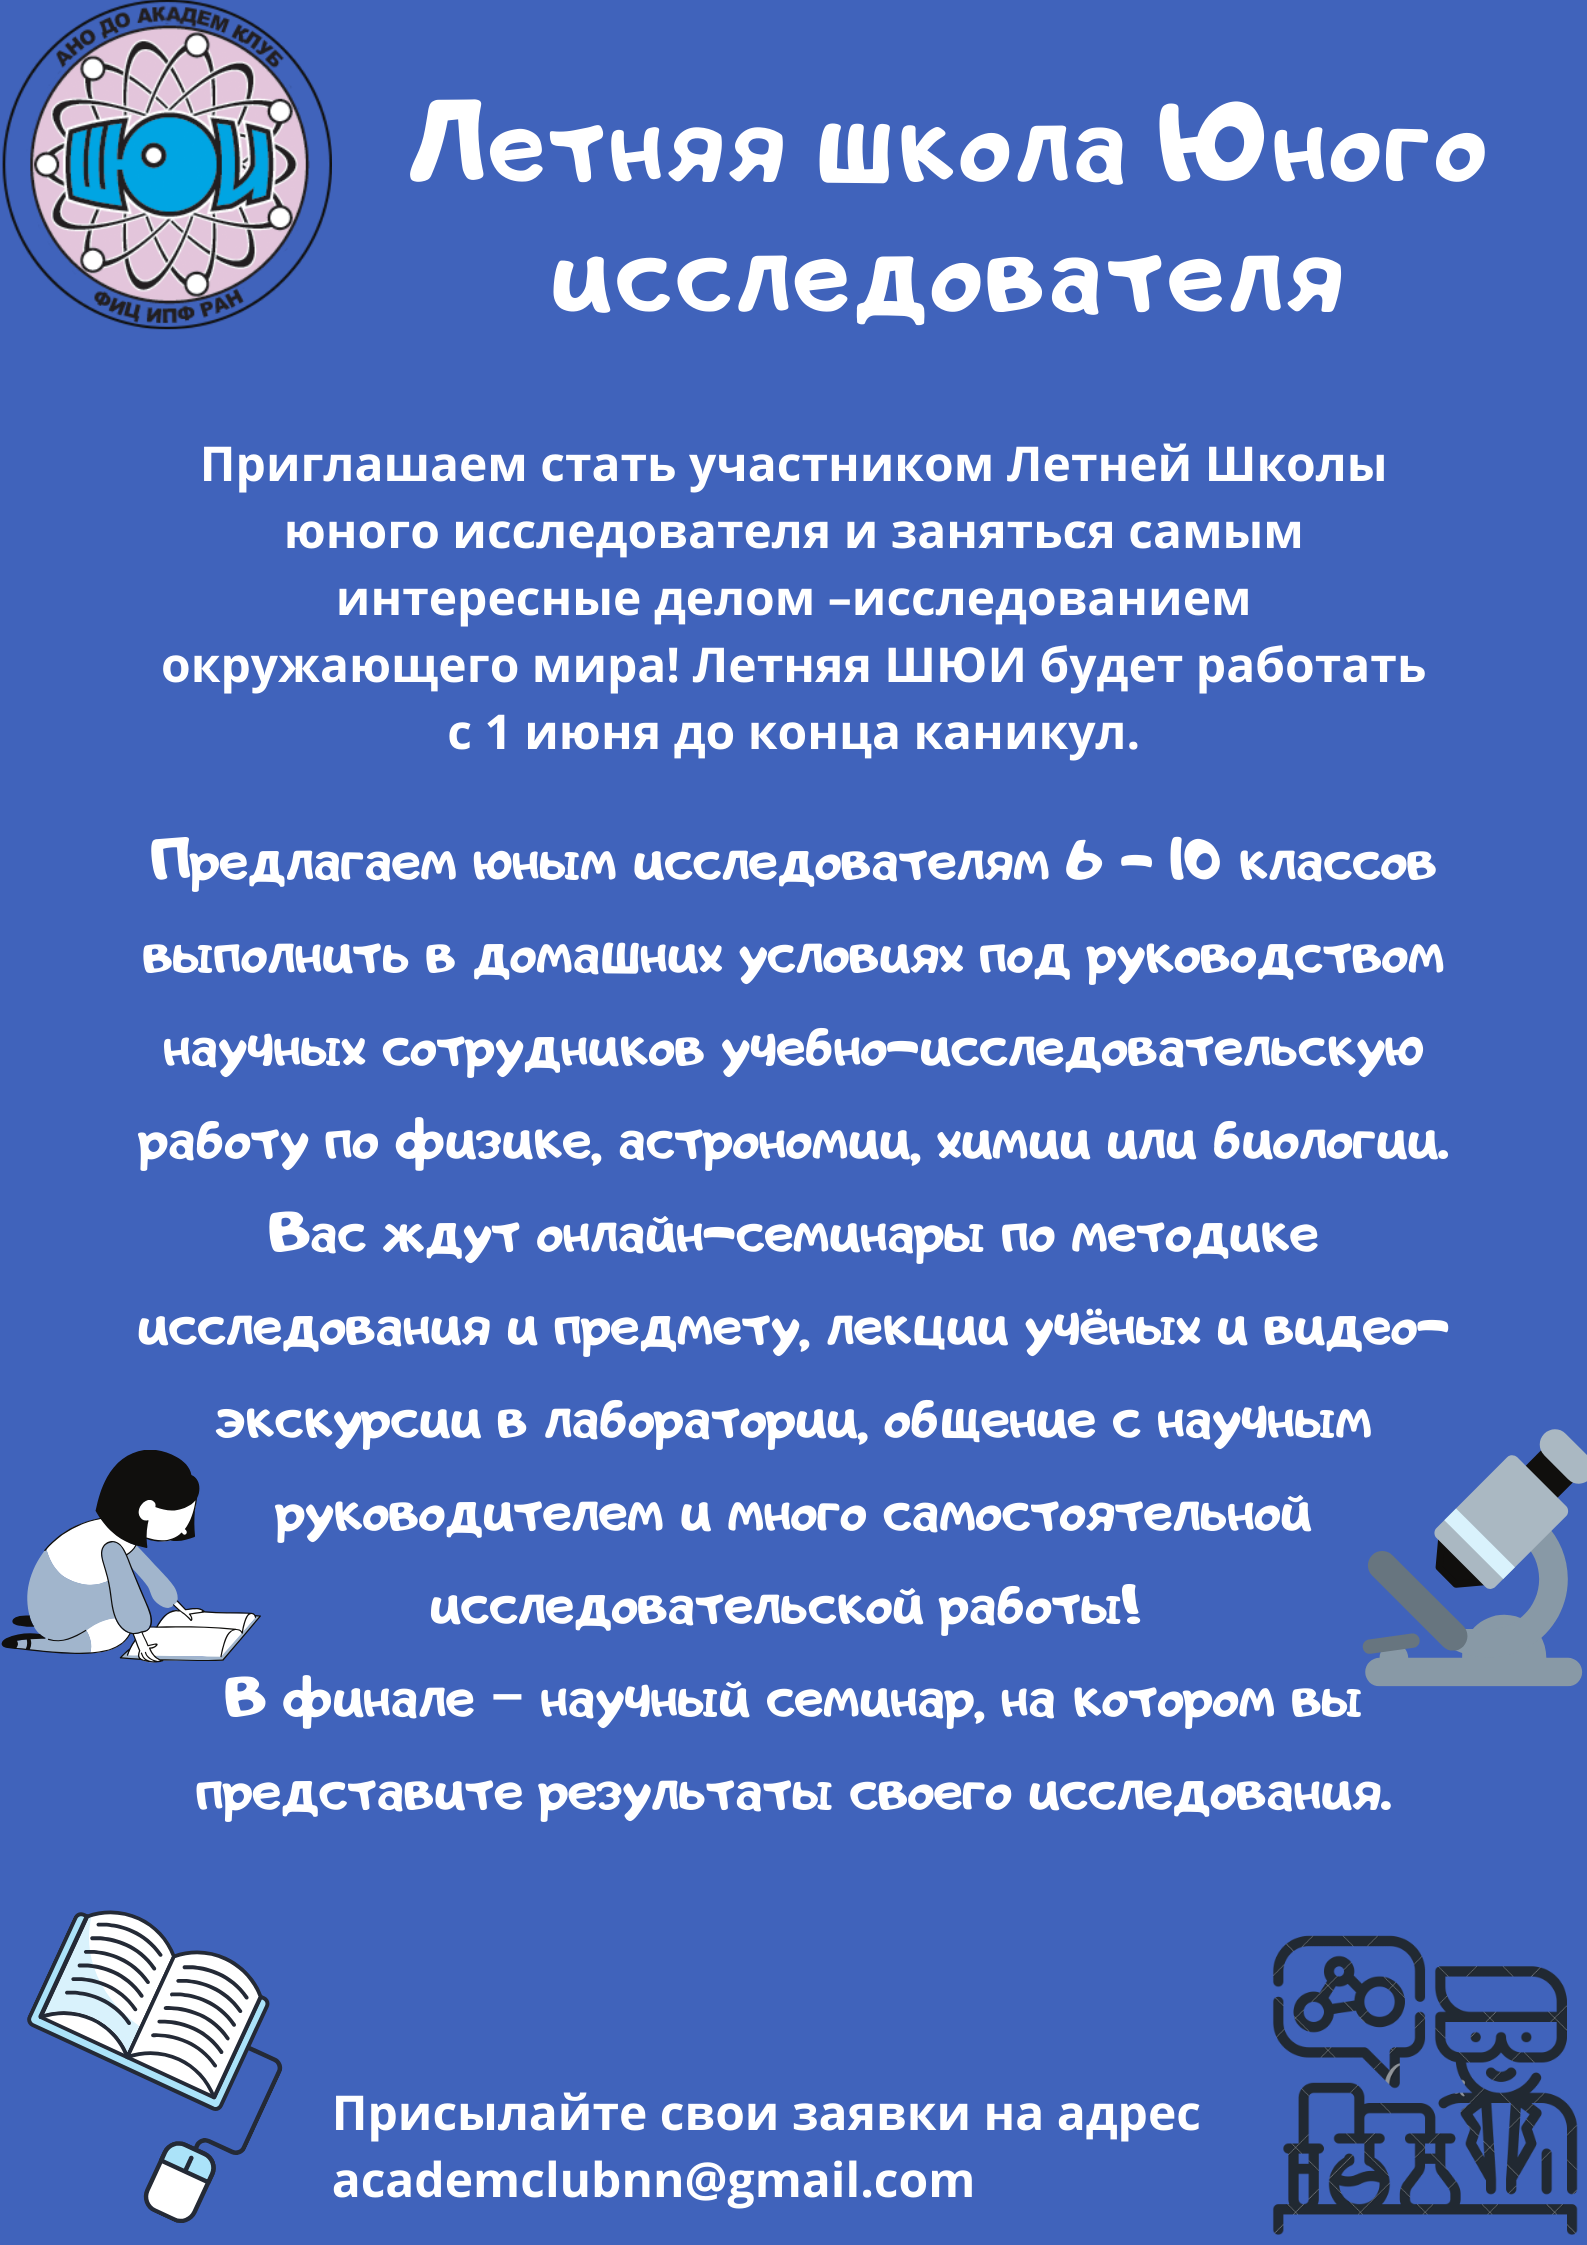 АНО ДО АКАДЕМ КЛУБ
ШЮИ
ФИЦ ИПФ РАН
Летняя школа Юного
исследователя
Приглашаем стать участником Летней Школы
юного исследователя и заняться самым
интересные делом –исследованием
окружающего мира! Летняя ШЮИ будет работать
с 1 июня до конца каникул.
Предлагаем юным исследователям 6 - 10 классов
выполнить в домашних условиях под руководством
научных сотрудников учебно-исследовательскую
работу по физике, астрономии, химии или биологии.
Вас ждут онлайн-семинары по методике
исследования и предмету, лекции учёных и видео-
экскурсии в лаборатории, общение с научным
руководителем и много самостоятельной
исследовательской работы!
В финале – научный семинар, на котором вы
представите результаты своего исследования.
Присылайте свои заявки на адрес
academclubnn@gmail.com